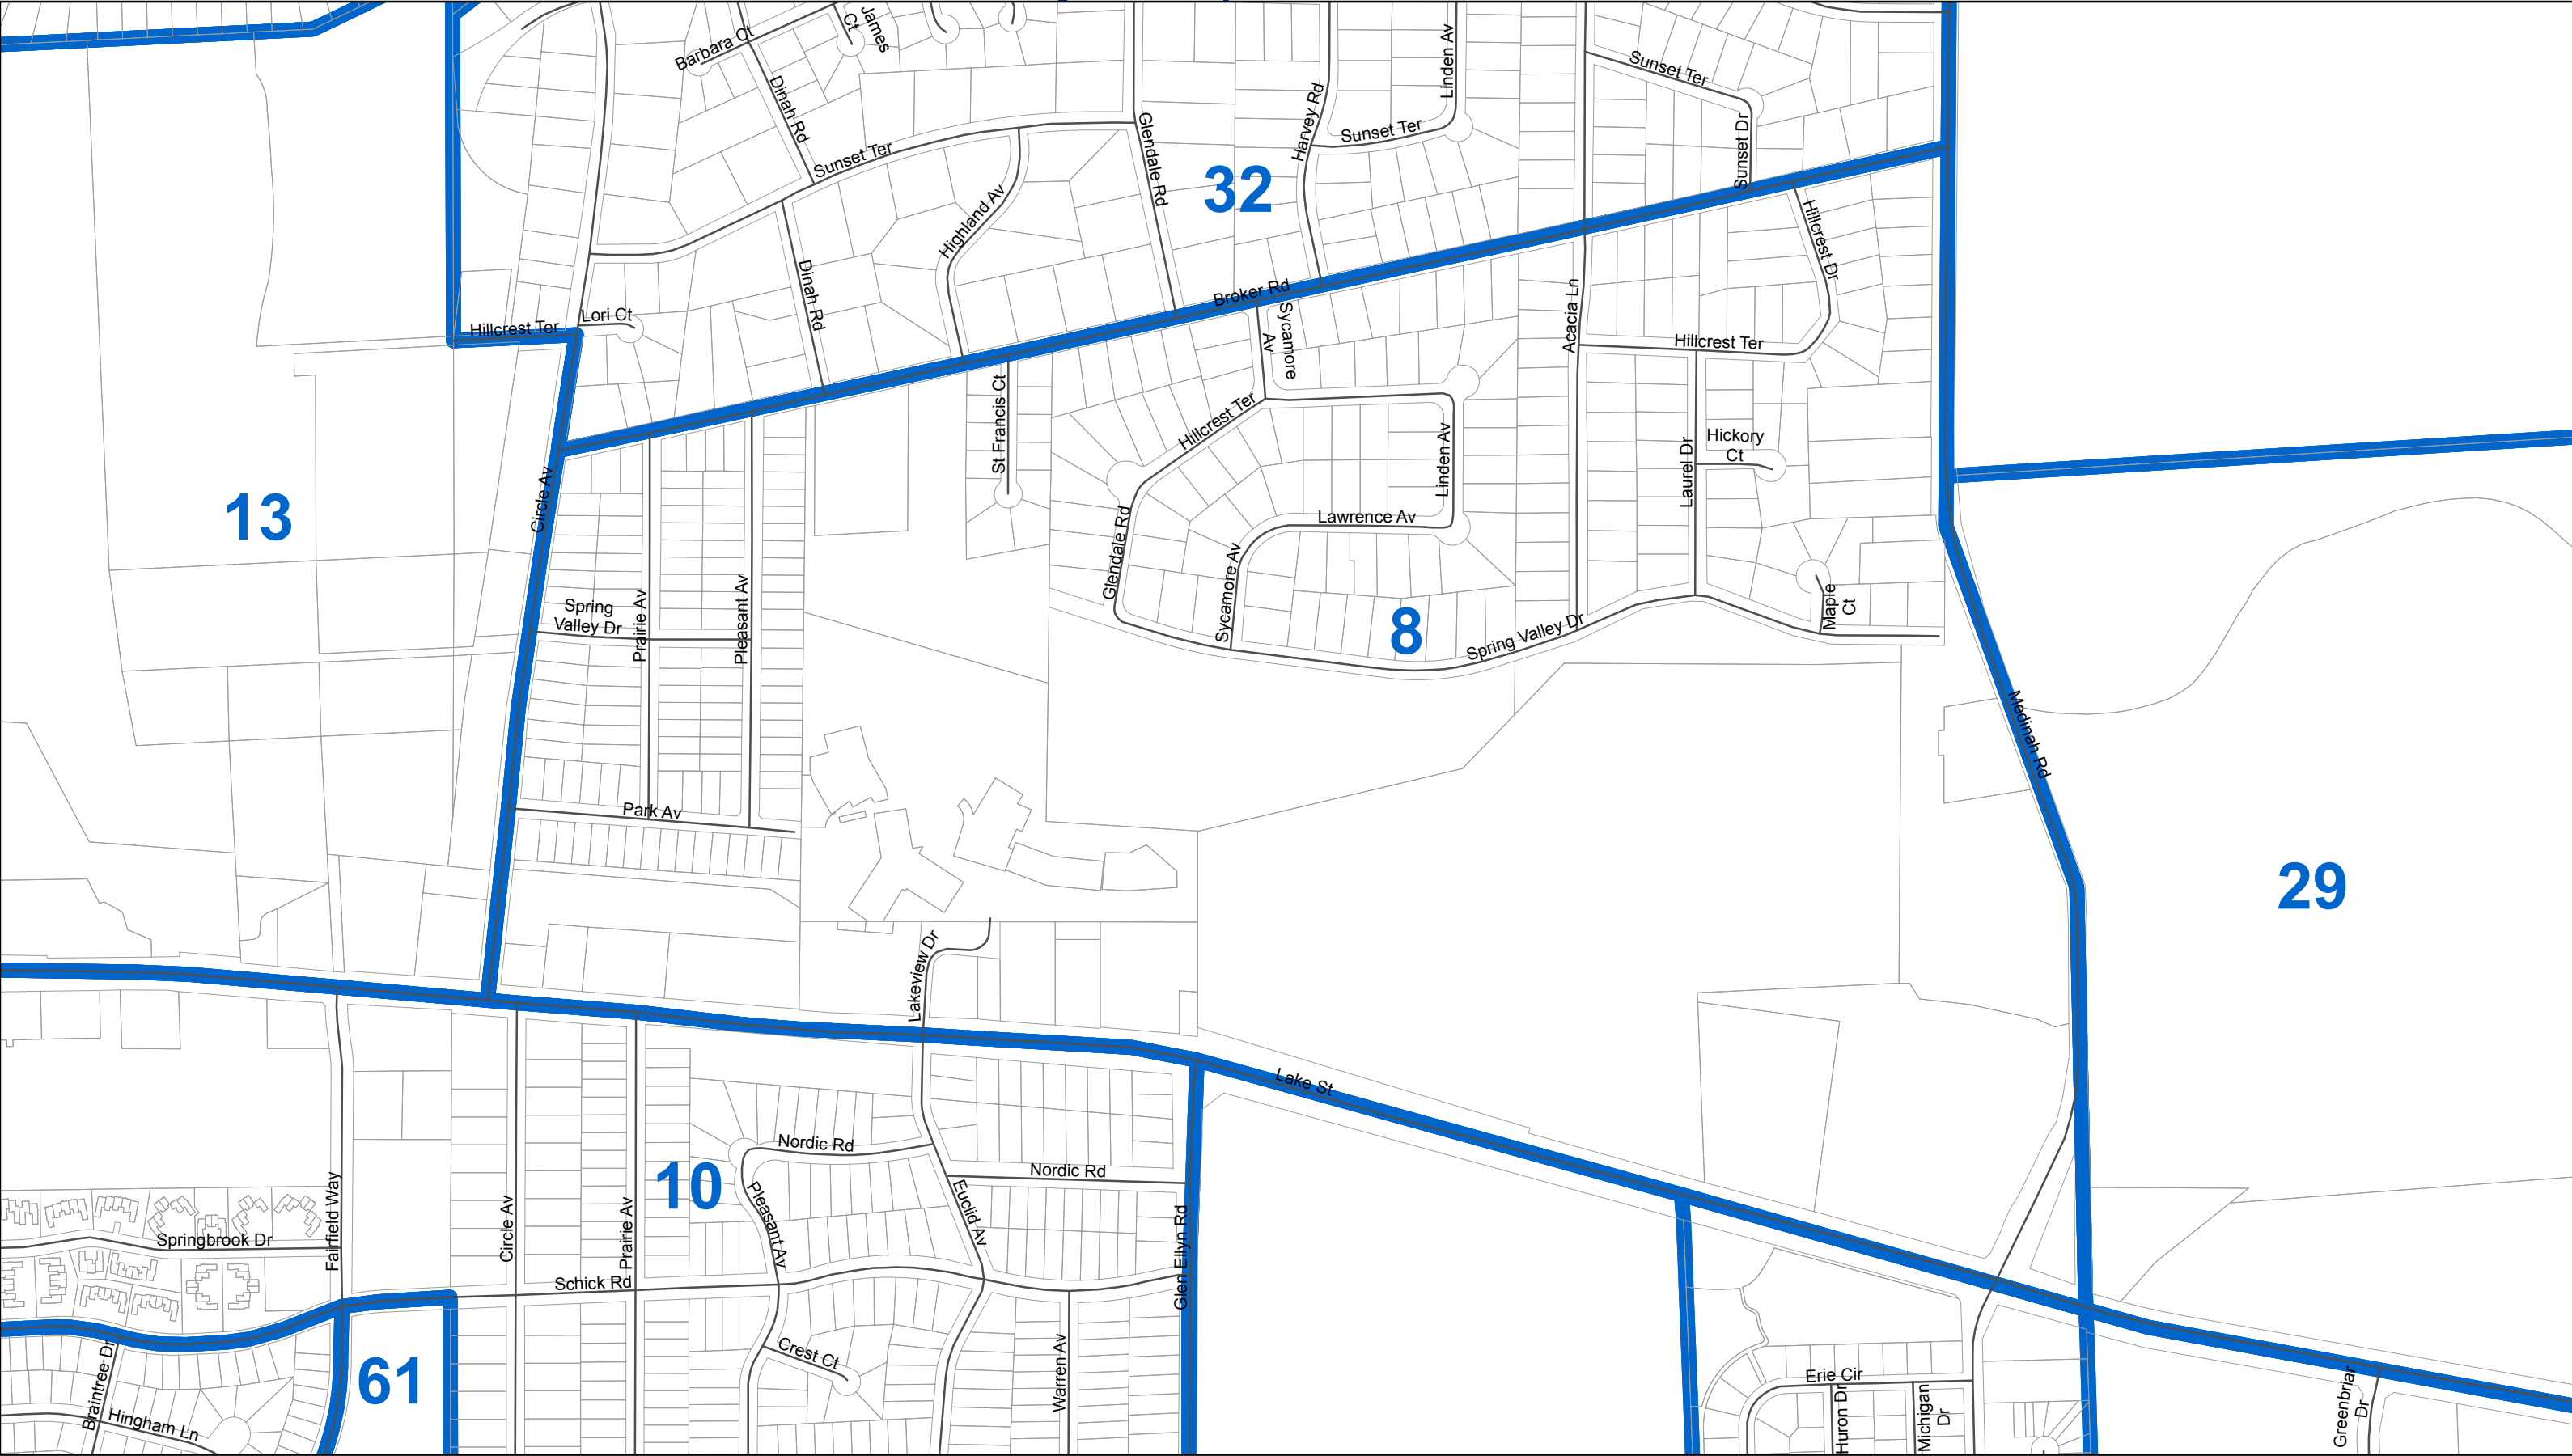 James
Ct
Barbara Ct
Linden Av
Sunset Ter
Dinah Rd
Harvey Rd
Sunset Ter
Sunset Ter
Glendale Rd
Sunset Dr
32
Highland Av
Hillcrest Dr
Dinah Rd
Broker Rd
Lori Ct
Hillcrest Ter
Sycamore
Av
Acacia Ln
Hillcrest Ter
St Francis Ct
Hillcrest Ter
Linden Av
Laurel Dr
Hickory
Ct
13
Circle Av
Lawrence Av
Glendale Rd
Sycamore Av
Spring
Valley Dr
Prairie Av
Pleasant Av
8
Spring Valley Dr
Maple
Ct
Medinah Rd
Park Av
29
Lakeview Dr
Lake St
Nordic Rd
Nordic Rd
10
Fairfield Way
Circle Av
Prairie Av
Pleasant Av
Euclid Av
Glen Ellyn Rd
Springbrook Dr
Schick Rd
61
Braintree Dr
Hingham Ln
Crest Ct
Warren Av
Erie Cir
Huron Dr
Michigan
Dr
Greenbriar
Dr